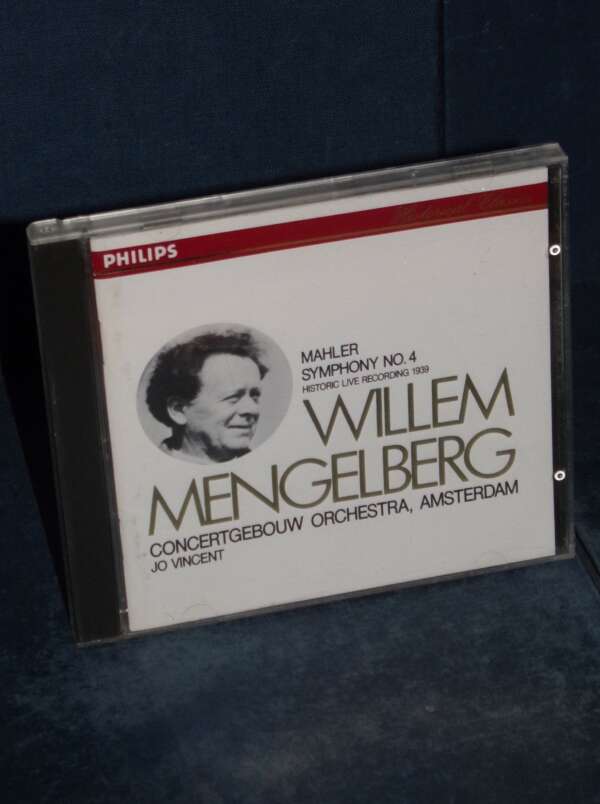 PHILIPS
MAHLER
SYMPHONY NO. 4
HISTORIC LIVE RECORDING 1939
WILLEM
MENGELBERG
CONCERTGEBOUW ORCHESTRA, AMSTERDAM
JO VINCENT